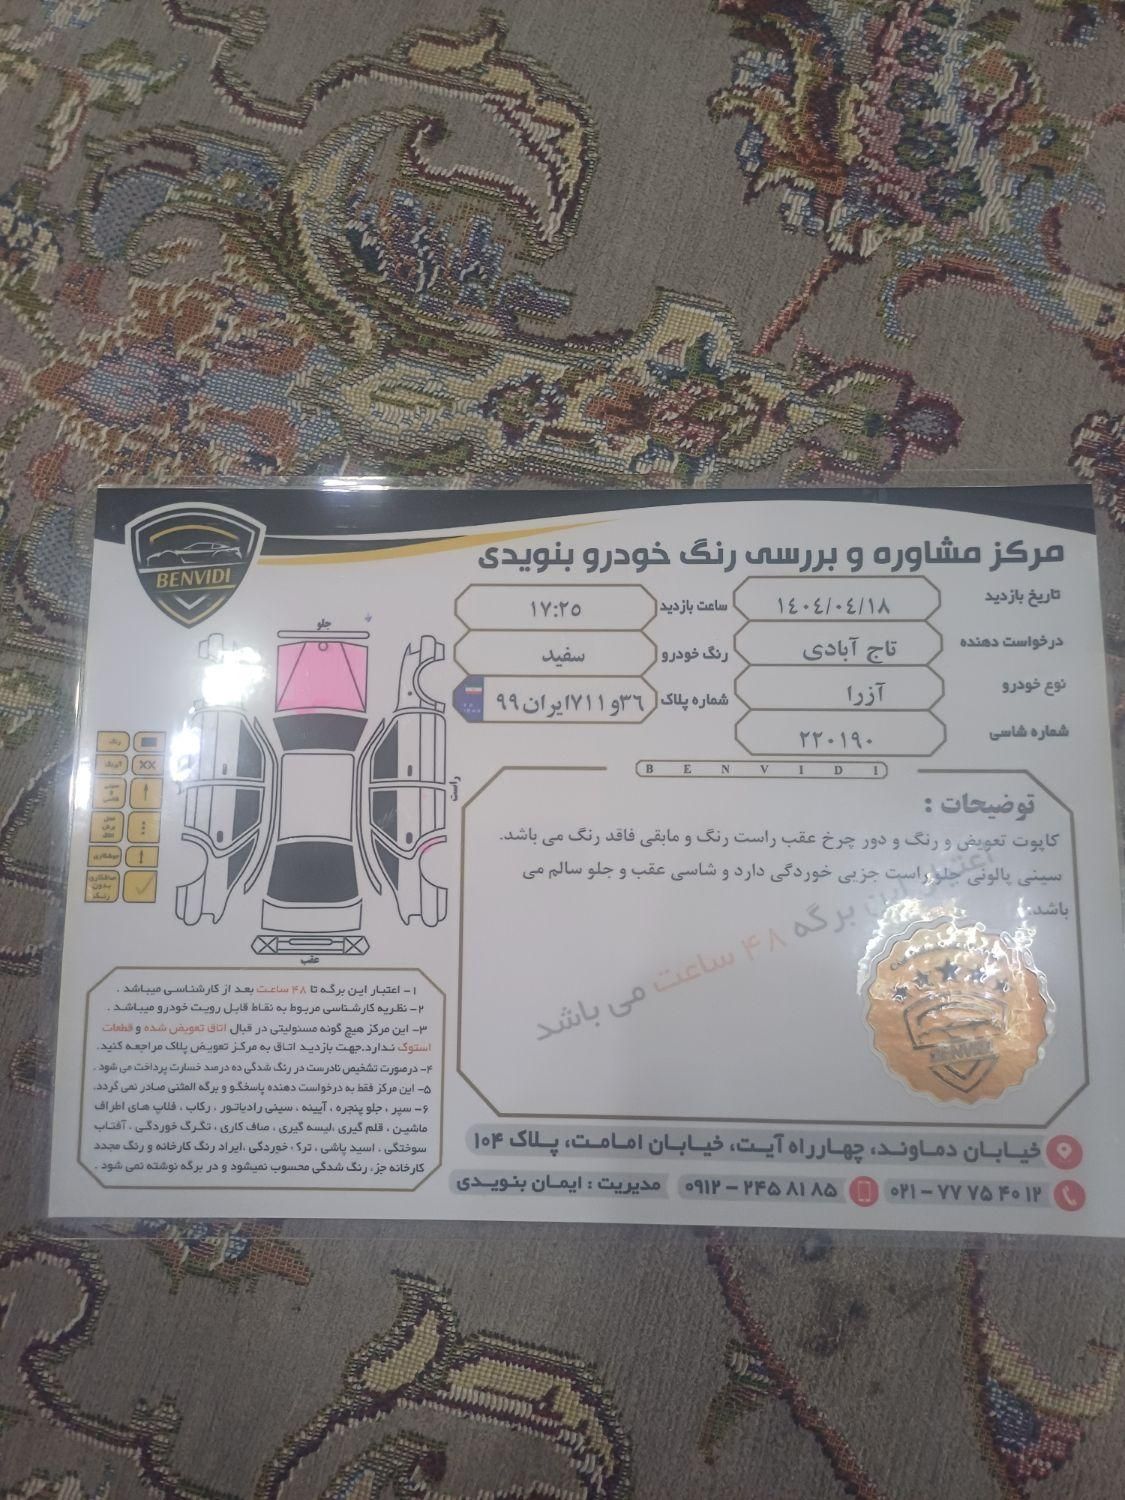 BENVIDI
مرکز مشاوره و بررسی رنگ خودرو بنویدی
تاریخ بازدید ۱۴۰۴/۰۴/۱۸ ساعت بازدید ۱۷:۲۵
درخواست دهنده تاج آبادی رنگ خودرو سفید
نوع خودرو آزرا شماره پلاک ۳۶و۷۱۱ایران۹۹
شماره شاسی ۲۲۰۱۹۰
BENVIDI
توضیحات :
کاپوت تعویض و رنگ و دور چرخ عقب راست رنگ و مابقی فاقد رنگ می باشد.
سینی پالونی جلو راست جزیی خوردگی دارد و شاسی عقب و جلو سالم می
باشد.
اعتبار این برگه ۴۸ ساعت می باشد
جلو
راست
عقب
رنگ
۲رنگ
XX
جوشکاری
صافکاری
بدون
رنگ
۱- اعتبار این برگه تا ۴۸ ساعت بعد از کارشناسی میباشد .
۲- نظریه کارشناسی مربوط به نقاط قابل رویت خودرو میباشد .
۳- این مرکز هیچ گونه مسئولیتی در قبال اتاق تعویض شده و قطعات
استوک ندارد.جهت بازدید اتاق به مرکز تعویض پلاک مراجعه کنید.
۴- درصورت تشخیص نادرست در رنگ شدگی ده درصد خسارت پرداخت می شود .
۵- این مرکز فقط به درخواست دهنده پاسخگو و برگه المثنی صادر نمی گردد.
۶- سپر ، جلو پنجره ، آیینه ، سینی رادیاتور ، رکاب ، فلاپ های اطراف
ماشین ، قلم گیری ،لیسه گیری ، صاف کاری ، تگرگ خوردگی . آفتاب
سوختگی . اسید پاشی ، ترک خوردگی .ایراد رنگ کارخانه و رنگ مجدد
کارخانه جز، رنگ شدگی محسوب نمیشود و در برگه نوشته نمی شود .
خیابان دماوند، چهارراه آیت، خیابان امامت، پلاک ۱۰۴
۰۲۱ – ۷۷ ۷۵ ۴۰ ۱۲
۰۹۱۲ – ۲۴۵ ۸۱ ۸۵
مدیریت : ایمان بنویدی